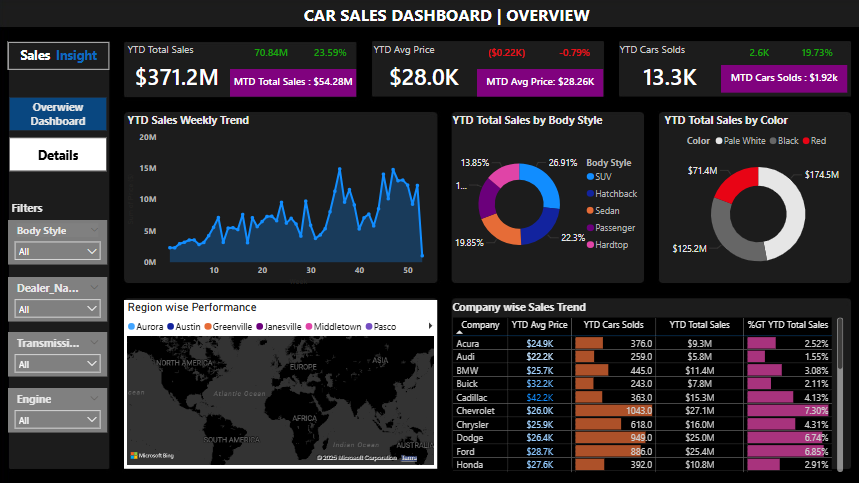 CAR SALES DASHBOARD | OVERVIEW
Sales Insight
Overwiew
Dashboard
Details
Filters
Body Style
All
Dealer_Na...
All
Transmissi...
All
Engine
All
YTD Total Sales
70.84M 23.59%
$371.2M
MTD Total Sales : $54.28M
YTD Avg Price
($0.22K) -0.79%
$28.0K
MTD Avg Price: $28.26K
YTD Cars Solds
2.6K 19.73%
13.3K
MTD Cars Solds : $1.92k
YTD Sales Weekly Trend
20M
15M
10M
5M
0M
10 20 30 40 50
YTD Total Sales by Body Style
13.85% 26.91%
1...
19.85% 22.3%
Body Style
SUV
Hatchback
Sedan
Passenger
Hardtop
YTD Total Sales by Color
Color Pale White Black Red
$71.4M $174.5M
$125.2M
Region wise Performance
Aurora Austin Greenville Janesville Middletown Pasco
NORTH AMERICA EUROPE ASIA
Atlantic Ocean
AFRICA
SOUTH AMERICA Indian Ocean AUSTRALIA
Microsoft Bing © 2025 Microsoft Corporation Terms
Company wise Sales Trend
Company YTD Avg Price YTD Cars Solds YTD Total Sales %GT YTD Total Sales
Acura $24.9K 376.0 $9.3M 2.52%
Audi $22.2K 259.0 $5.8M 1.55%
BMW $25.7K 445.0 $11.4M 3.08%
Buick $32.2K 243.0 $7.8M 2.11%
Cadillac $42.2K 363.0 $15.3M 4.13%
Chevrolet $26.0K 1043.0 $27.1M 7.30%
Chrysler $25.9K 618.0 $16.0M 4.31%
Dodge $26.4K 949.0 $25.0M 6.74%
Ford $28.7K 886.0 $25.4M 6.85%
Honda $27.6K 392.0 $10.8M 2.91%